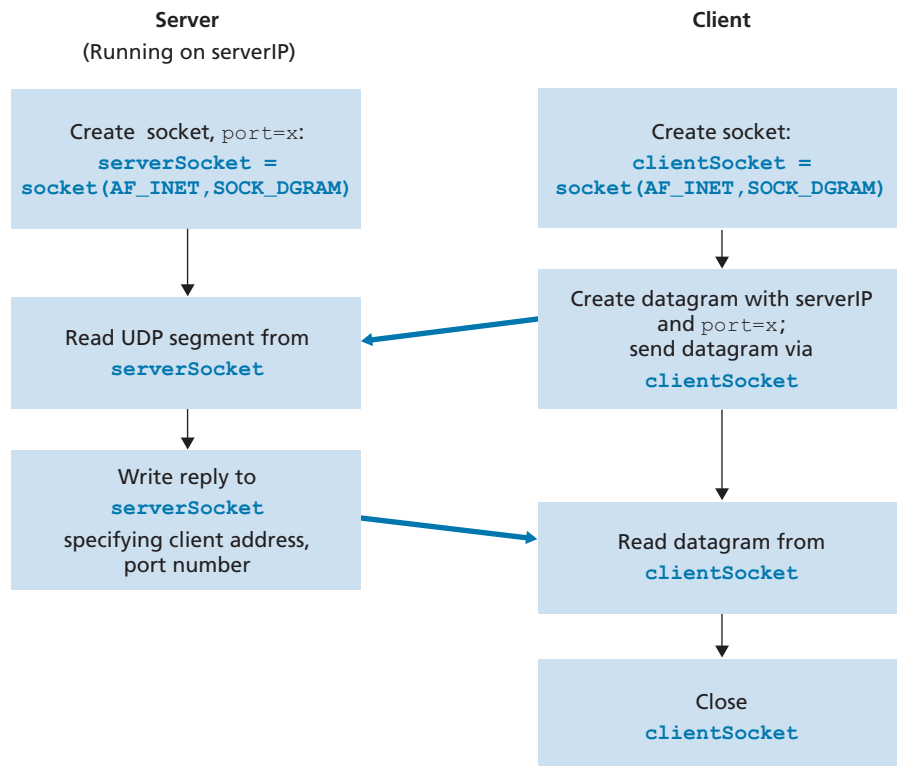 Server
(Running on serverIP)
Create socket, port=x:
serverSocket =
socket(AF_INET,SOCK_DGRAM)
Read UDP segment from
serverSocket
Write reply to
serverSocket
specifying client address,
port number
Client
Create socket:
clientSocket =
socket(AF_INET,SOCK_DGRAM)
Create datagram with serverIP
and port=x;
send datagram via
clientSocket
Read datagram from
clientSocket
Close
clientSocket